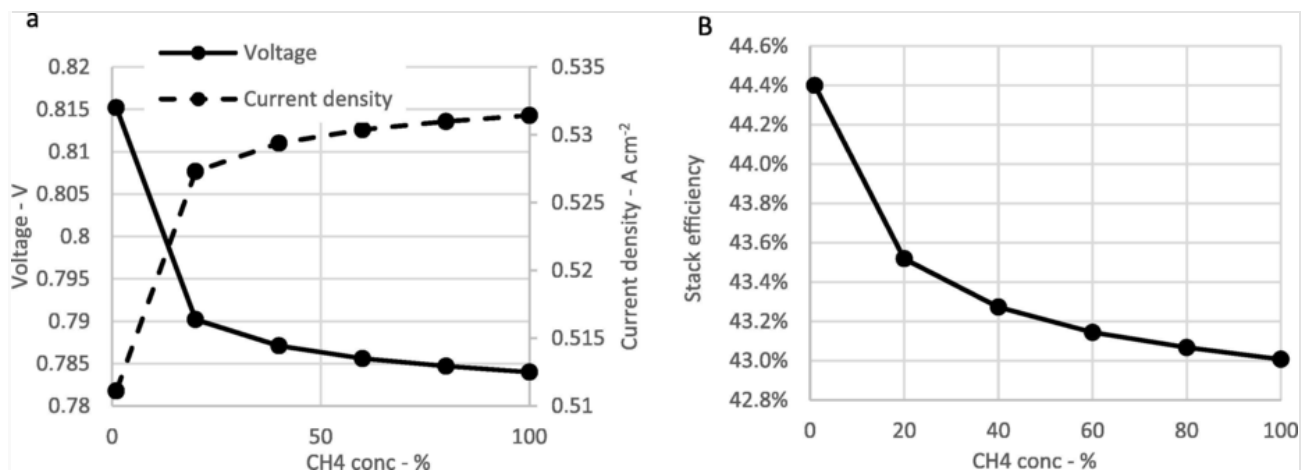 a
Voltage
Current density
0.82
0.815
0.81
0.805
0.8
0.795
0.79
0.785
0.78
Voltage - V
0.535
0.53
0.525
0.52
0.515
0.51
Current density - A cm⁻²
0 50 100
CH4 conc - %
B
44.6%
44.4%
44.2%
44.0%
43.8%
43.6%
43.4%
43.2%
43.0%
42.8%
Stack efficiency
0 20 40 60 80 100
CH4 conc - %